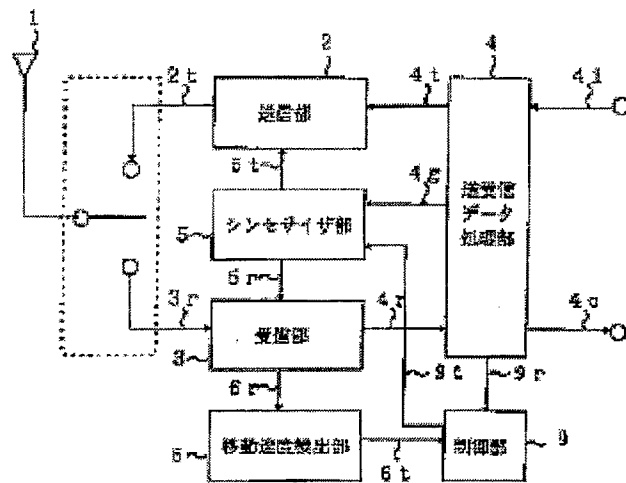 1
2
4
2t
4t
4i
送信部
送受信
データ
処理部
5t
4s
シンセサイザ部
5
5r
3r
4r
4o
受信部
3
9t
9r
6r
移動速度検出部
制御部
9
6
6t